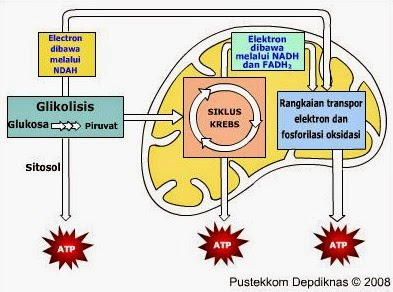 Electron
dibawa
melalui
NDAH
Elektron
dibawa
melalui NADH
dan FADH₂
Glikolisis
Glukosa
Piruvat
SIKLUS
KREBS
Rangkaian transpor
elektron dan
fosforilasi oksidasi
Sitosol
ATP
ATP
ATP
Pustekkom Depdiknas © 2008